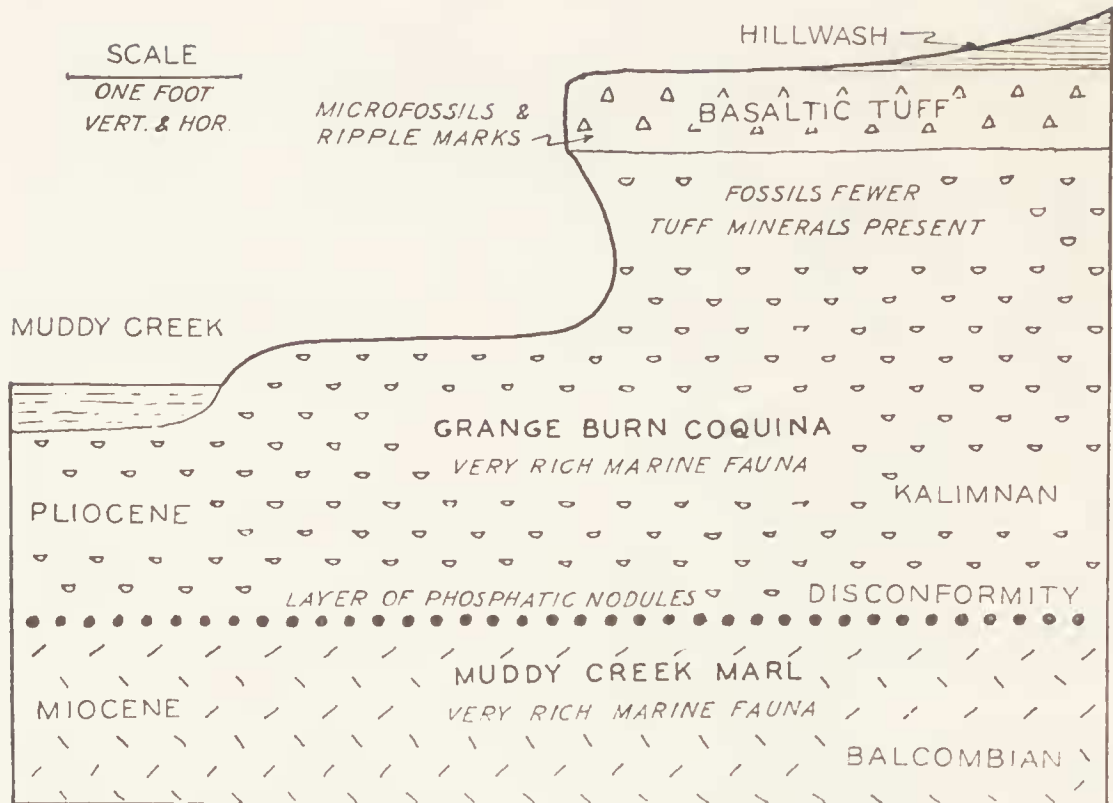 SCALE
ONE FOOT
VERT. & HOR.
HILLWASH
MICROFOSSILS &
RIPPLE MARKS
BASALTIC TUFF
FOSSILS FEWER
TUFF MINERALS PRESENT
MUDDY CREEK
GRANGE BURN COQUINA
VERY RICH MARINE FAUNA
PLIOCENE
KALIMNAN
LAYER OF PHOSPHATIC NODULES
DISCONFORMITY
MUDDY CREEK MARL
MIOCENE
VERY RICH MARINE FAUNA
BALCOMBIAN